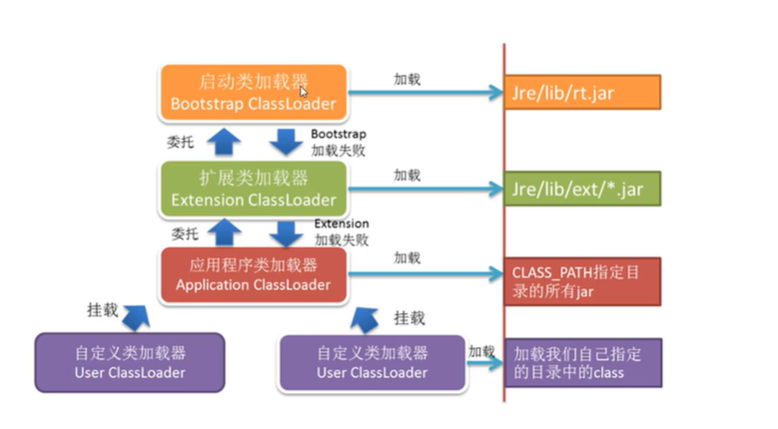 启动类加载器
Bootstrap ClassLoader
加载
Jre/lib/rt.jar
委托
Bootstrap
加载失败
扩展类加载器
Extension ClassLoader
加载
Jre/lib/ext/*.jar
委托
Extension
加载失败
应用程序类加载器
Application ClassLoader
加载
CLASS_PATH指定目
录的所有jar
挂载
挂载
自定义类加载器
User ClassLoader
自定义类加载器
User ClassLoader
加载
加载我们自己指定
的目录中的class